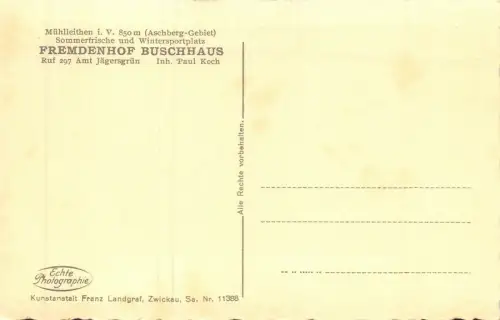 Mühlleithen i. V. 850 m (Aschberg-Gebiet)
Sommerfrische und Wintersportplatz
FREMDENHOF BUSCHHAUS
Ruf 297 Amt Jägersgrün Inh. Paul Koch
Alle Rechte vorbehalten.
Echte
Photographie
Kunstanstalt Franz Landgraf, Zwickau, Sa. Nr. 11388